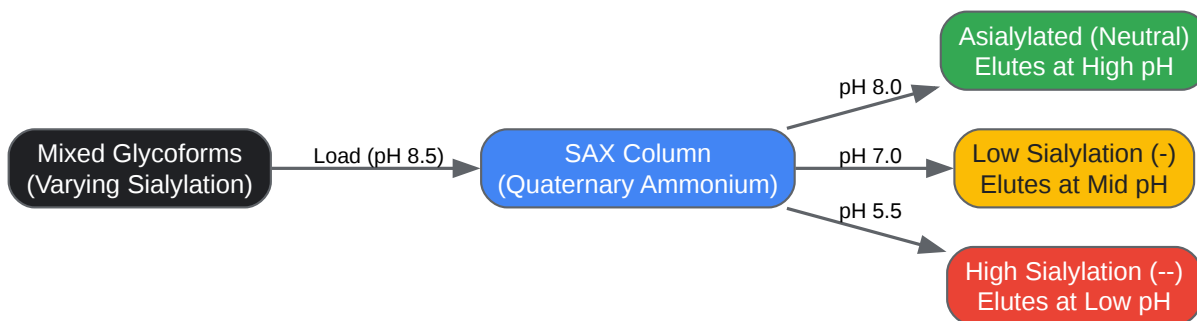 Mixed Glycoforms
(Varying Sialylation)
Load (pH 8.5)
SAX Column
(Quaternary Ammonium)
pH 8.0
Asialylated (Neutral)
Elutes at High pH
pH 7.0
Low Sialylation (-)
Elutes at Mid pH
pH 5.5
High Sialylation (--)
Elutes at Low pH